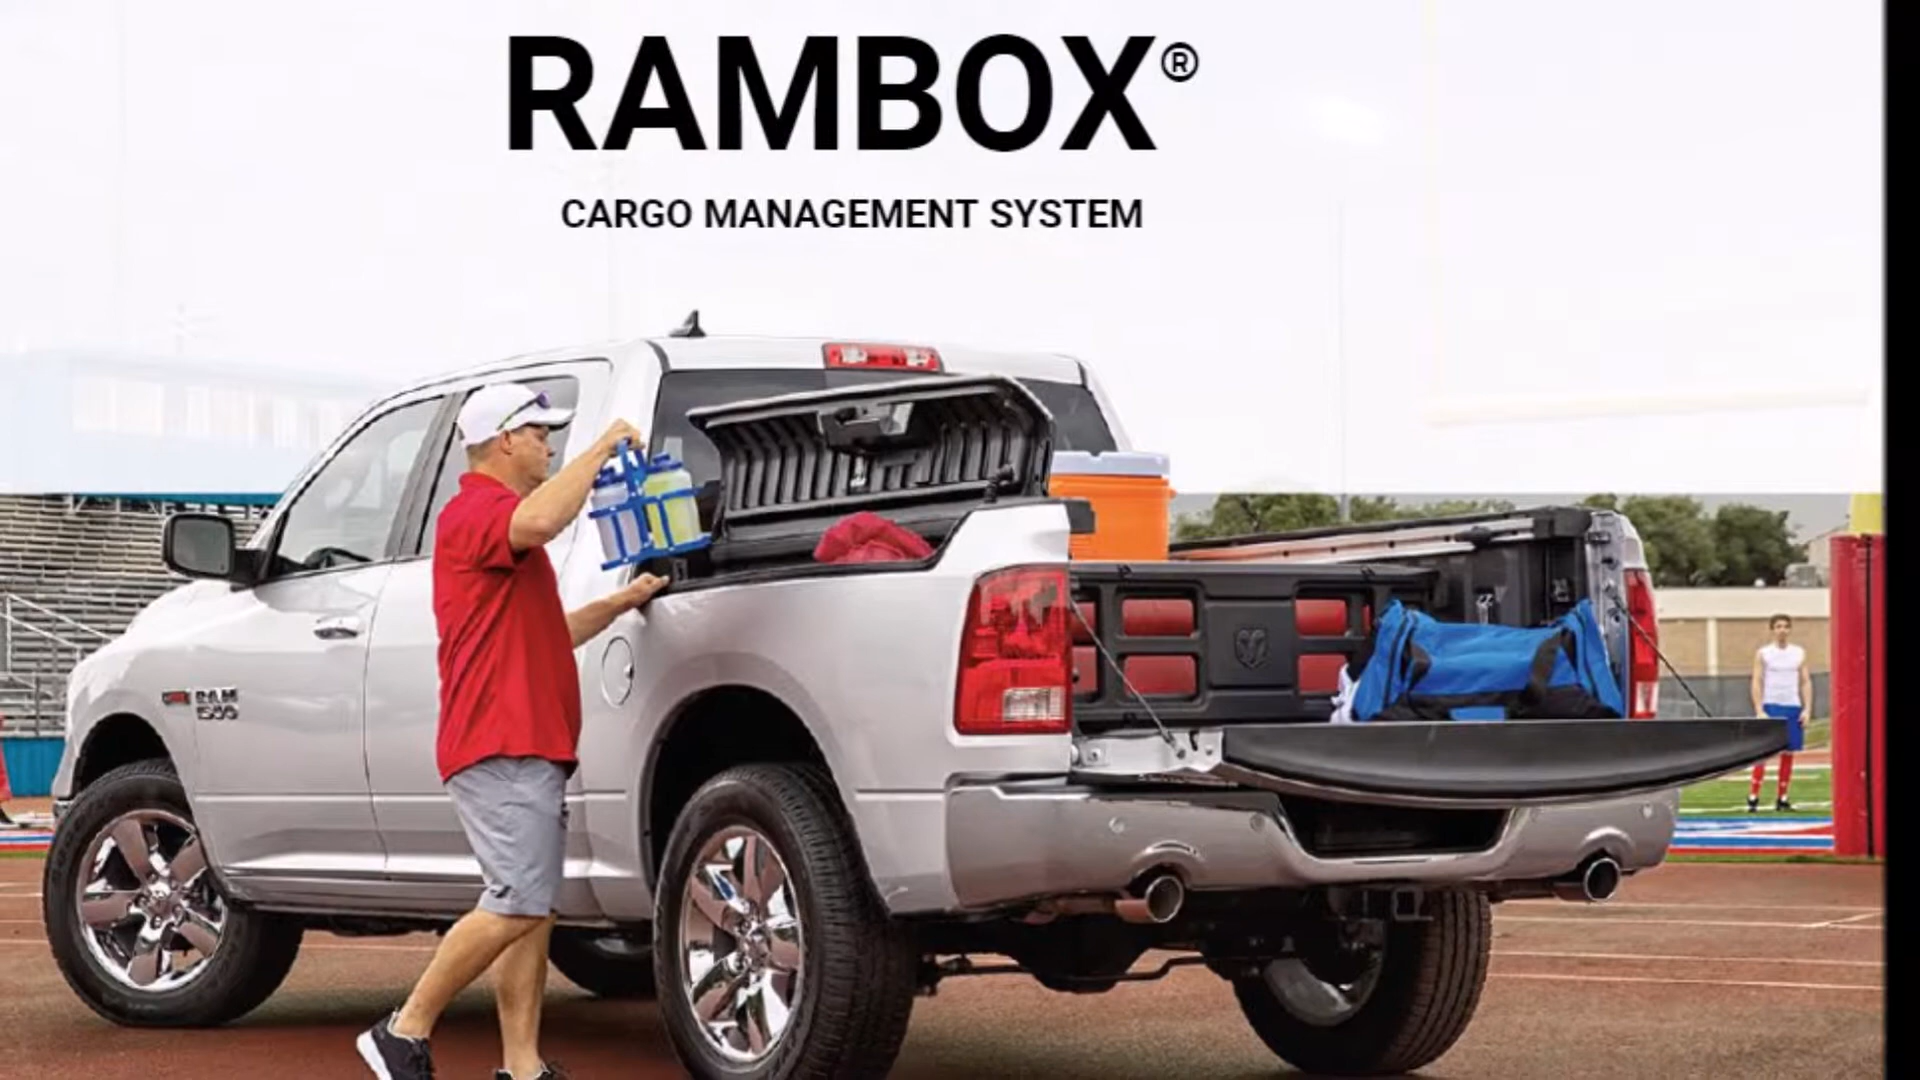 RAMBOX®
CARGO MANAGEMENT SYSTEM
RAM
1500